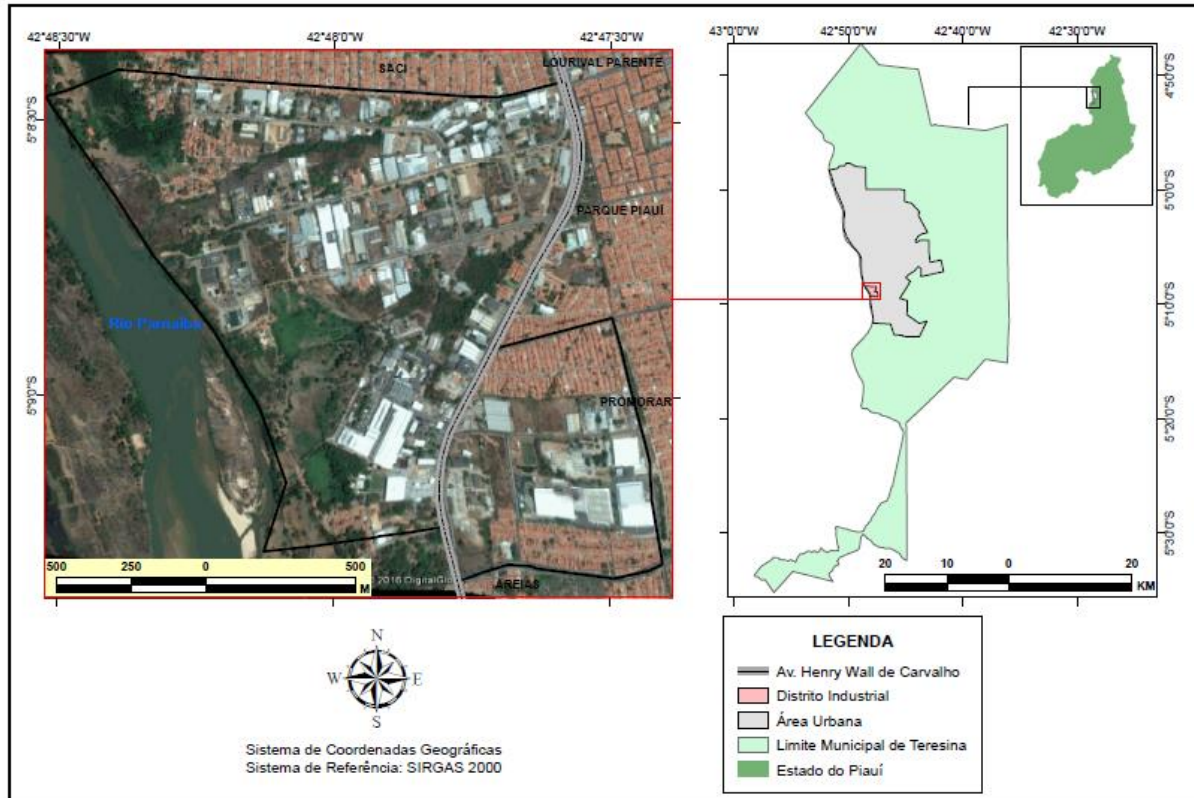 42°48'30"W
42°48'0"W
42°47'30"W
5°8'30"S
5°9'0"S
SACI
LOURIVAL PARENTE
PARQUE PIAUÍ
Rio Parnaíba
PROMORAR
AREIAS
500 250 0 500
M
2016 DigitalGlo
43°0'0"W
42°50'0"W
42°40'0"W
42°30'0"W
4°50'0"S
5°0'0"S
5°10'0"S
5°20'0"S
5°30'0"S
20 10 0 20
KM
N
W E
S
Sistema de Coordenadas Geográficas
Sistema de Referência: SIRGAS 2000
LEGENDA
Av. Henry Wall de Carvalho
Distrito Industrial
Área Urbana
Limite Municipal de Teresina
Estado do Piauí